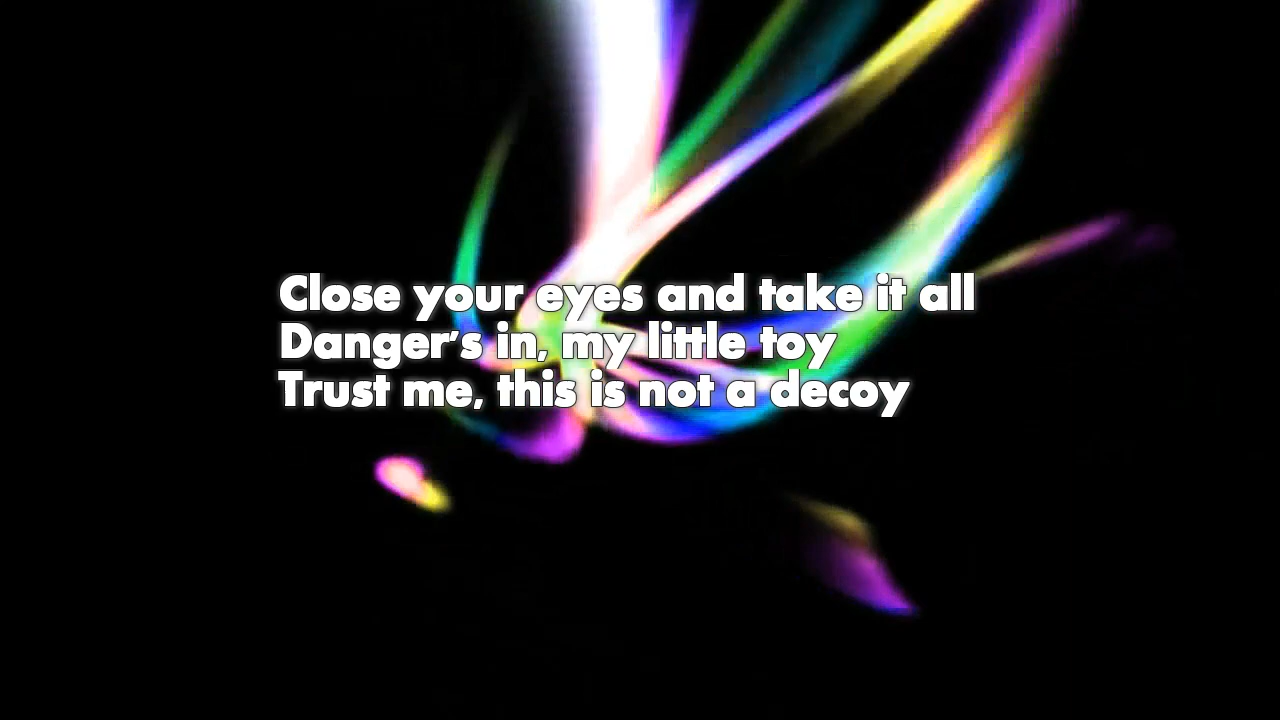 Close your eyes and take it all
Danger's in, my little toy
Trust me, this is not a decoy